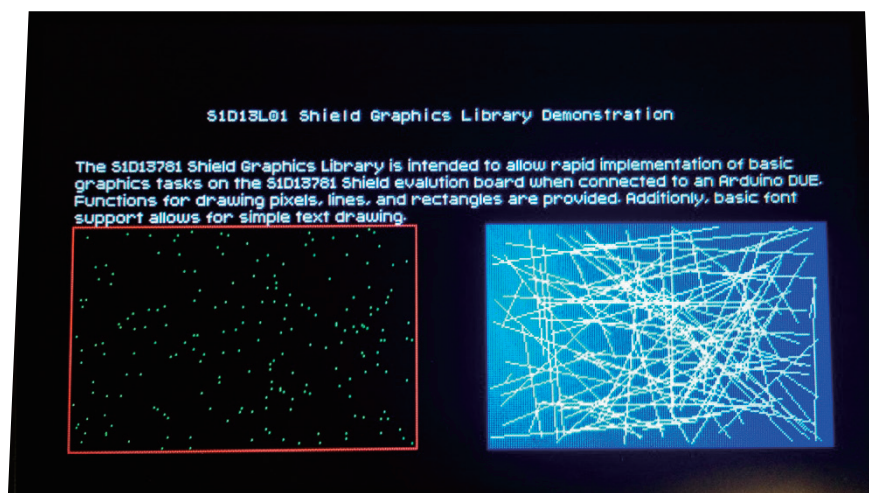 S1D13L01 Shield Graphics Library Demonstration
The S1D13781 Shield Graphics Library is intended to allow rapid implementation of basic
graphics tasks on the S1D13781 Shield evalution board when connected to an Arduino DUE.
Functions for drawing pixels, lines, and rectangles are provided. Additionly, basic font
support allows for simple text drawing.